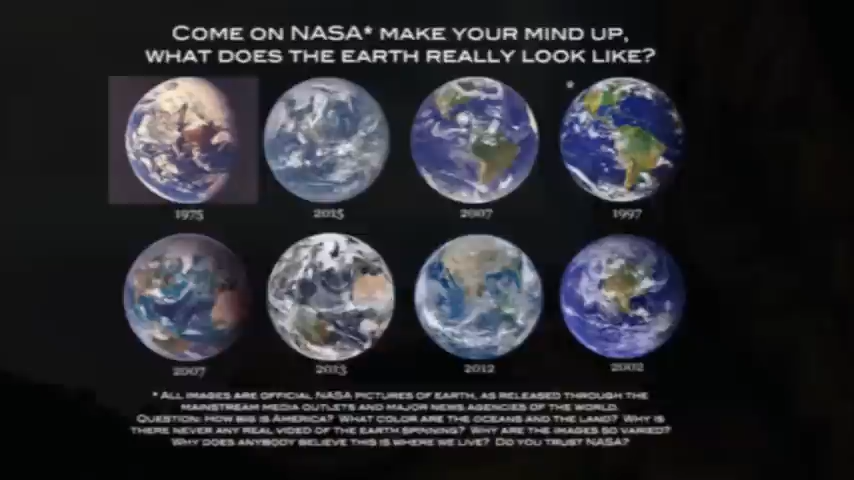 COME ON NASA* MAKE YOUR MIND UP,
WHAT DOES THE EARTH REALLY LOOK LIKE?
*
1975 2015 2007 1997
2007 2013 2012 2002
* ALL IMAGES ARE OFFICIAL NASA PICTURES OF EARTH, AS RELEASED THROUGH THE
MAINSTREAM MEDIA OUTLETS AND MAJOR NEWS AGENCIES OF THE WORLD.
QUESTION: HOW BIG IS AMERICA? WHAT COLOR ARE THE OCEANS AND THE LAND? WHY IS
THERE NEVER ANY REAL VIDEO OF THE EARTH SPINNING? WHY ARE THE IMAGES SO VARIED?
WHY DOES ANYBODY BELIEVE THIS IS WHERE WE LIVE? DO YOU TRUST NASA?